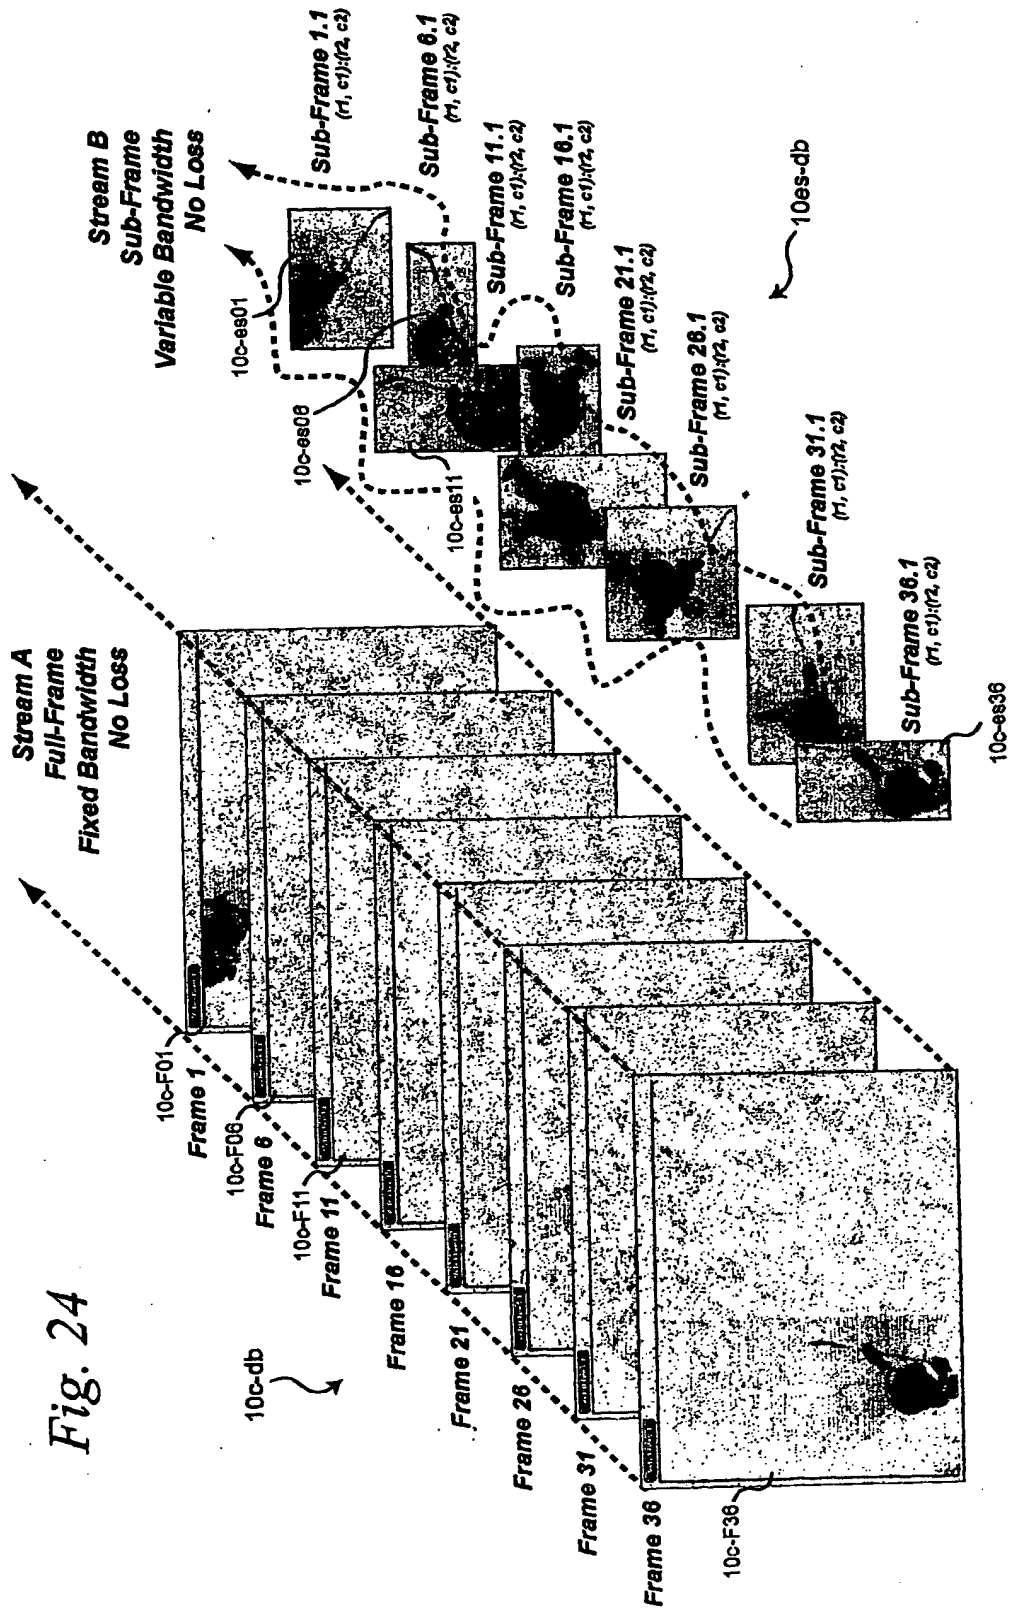 Fig. 24
10c-db
Stream A
Full-Frame
Fixed Bandwidth
No Loss
10c-F01
Frame 1
10c-F06
Frame 6
10c-F11
Frame 11
Frame 16
Frame 21
Frame 26
Frame 31
Frame 36
10c-F36
Stream B
Sub-Frame
Variable Bandwidth
No Loss
10c-es01
Sub-Frame 1.1
(r1, c1):(r2, c2)
10c-es06
Sub-Frame 6.1
(r1, c1):(r2, c2)
10c-es11
Sub-Frame 11.1
(r1, c1):(r2, c2)
Sub-Frame 16.1
(r1, c1):(r2, c2)
Sub-Frame 21.1
(r1, c1):(r2, c2)
Sub-Frame 26.1
(r1, c1):(r2, c2)
Sub-Frame 31.1
(r1, c1):(r2, c2)
Sub-Frame 36.1
(r1, c1):(r2, c2)
10c-es36
10es-db